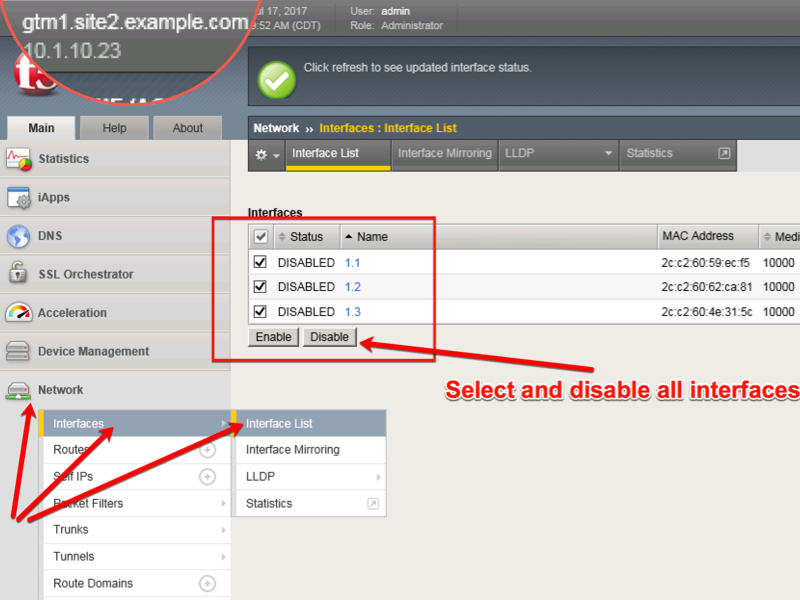 gtm1.site2.example.com
10.1.10.23
Jul 17, 2017
9:52 AM (CDT)
User: admin
Role: Administrator
Click refresh to see updated interface status.
Main
Help
About
Network ›› Interfaces : Interface List
Interface List
Interface Mirroring
LLDP
Statistics
Statistics
iApps
DNS
SSL Orchestrator
Acceleration
Device Management
Network
Interfaces
Routes
Self IPs
Packet Filters
Trunks
Tunnels
Route Domains
Interface List
Interface Mirroring
LLDP
Statistics
Interfaces
Status Name MAC Address Medi
DISABLED 1.1 2c:c2:60:59:ec:f5 10000
DISABLED 1.2 2c:c2:60:62:ca:81 10000
DISABLED 1.3 2c:c2:60:4e:31:5c 10000
Enable Disable
Select and disable all interfaces